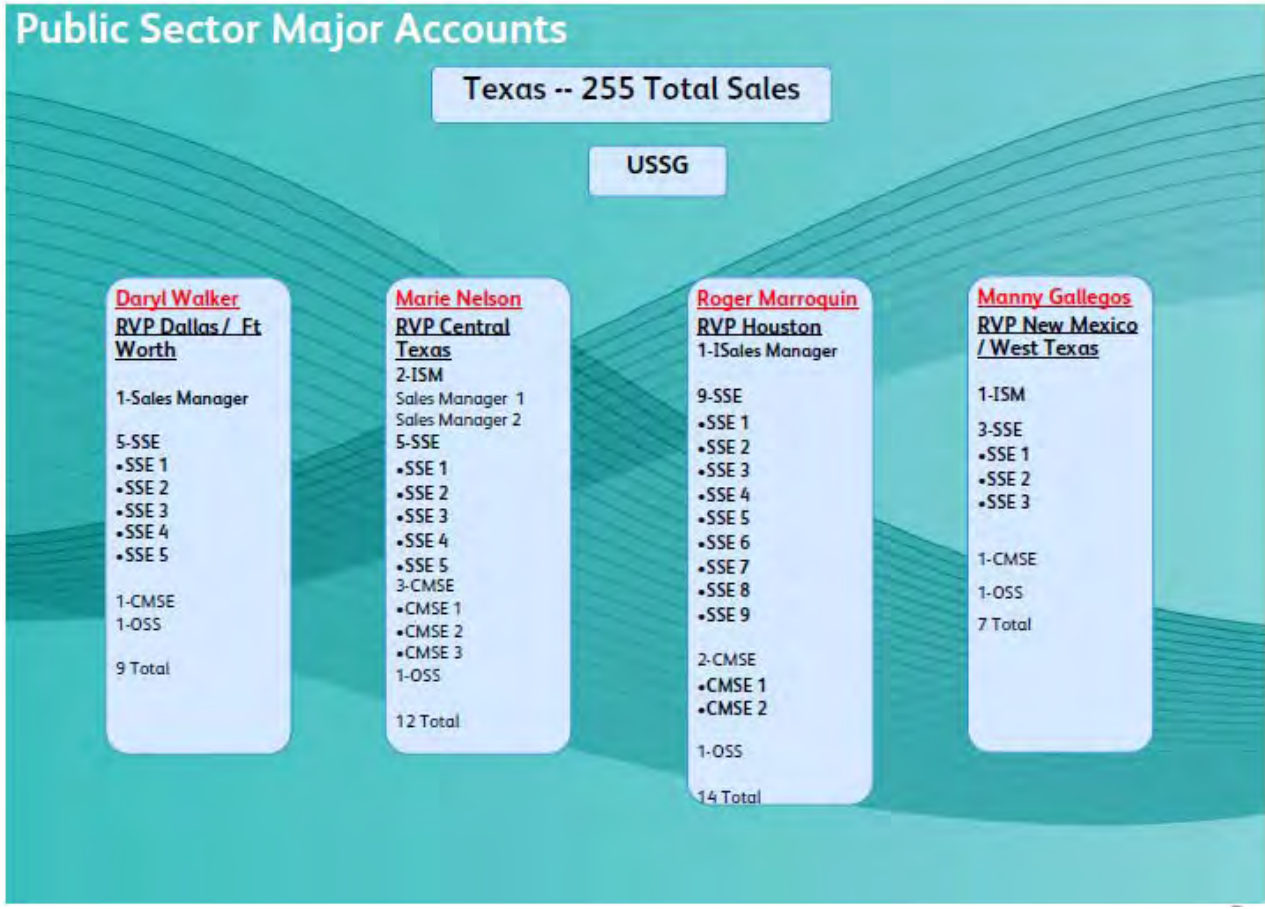 Public Sector Major Accounts
Texas -- 255 Total Sales
USSG
Daryl Walker
RVP Dallas / Ft
Worth
1-Sales Manager
5-SSE
•SSE 1
•SSE 2
•SSE 3
•SSE 4
•SSE 5
1-CMSE
1-OSS
9 Total
Marie Nelson
RVP Central
Texas
2-ISM
Sales Manager 1
Sales Manager 2
5-SSE
•SSE 1
•SSE 2
•SSE 3
•SSE 4
•SSE 5
3-CMSE
•CMSE 1
•CMSE 2
•CMSE 3
1-OSS
12 Total
Roger Marroquin
RVP Houston
1-ISales Manager
9-SSE
•SSE 1
•SSE 2
•SSE 3
•SSE 4
•SSE 5
•SSE 6
•SSE 7
•SSE 8
•SSE 9
2-CMSE
•CMSE 1
•CMSE 2
1-OSS
14 Total
Manny Gallegos
RVP New Mexico
/ West Texas
1-ISM
3-SSE
•SSE 1
•SSE 2
•SSE 3
1-CMSE
1-OSS
7 Total